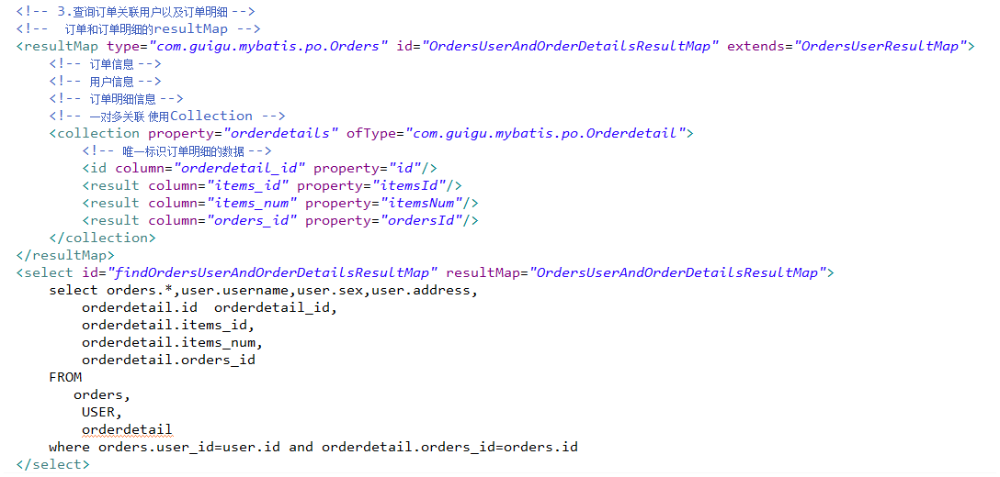 <!-- 3.查询订单关联用户以及订单明细 -->
<!--  订单和订单明细的resultMap -->
<resultMap type="com.guigu.mybatis.po.Orders" id="OrdersUserAndOrderDetailsResultMap" extends="OrdersUserResultMap">
    <!-- 订单信息 -->
    <!-- 用户信息 -->
    <!-- 订单明细信息 -->
    <!-- 一对多关联 使用Collection -->
    <collection property="orderdetails" ofType="com.guigu.mybatis.po.Orderdetail">
        <!-- 唯一标识订单明细的数据 -->
        <id column="orderdetail_id" property="id"/>
        <result column="items_id" property="itemsId"/>
        <result column="items_num" property="itemsNum"/>
        <result column="orders_id" property="ordersId"/>
    </collection>
</resultMap>
<select id="findOrdersUserAndOrderDetailsResultMap" resultMap="OrdersUserAndOrderDetailsResultMap">
    select orders.*,user.username,user.sex,user.address,
        orderdetail.id  orderdetail_id,
        orderdetail.items_id,
        orderdetail.items_num,
        orderdetail.orders_id
    FROM
       orders,
        USER,
        orderdetail
    where orders.user_id=user.id and orderdetail.orders_id=orders.id
</select>